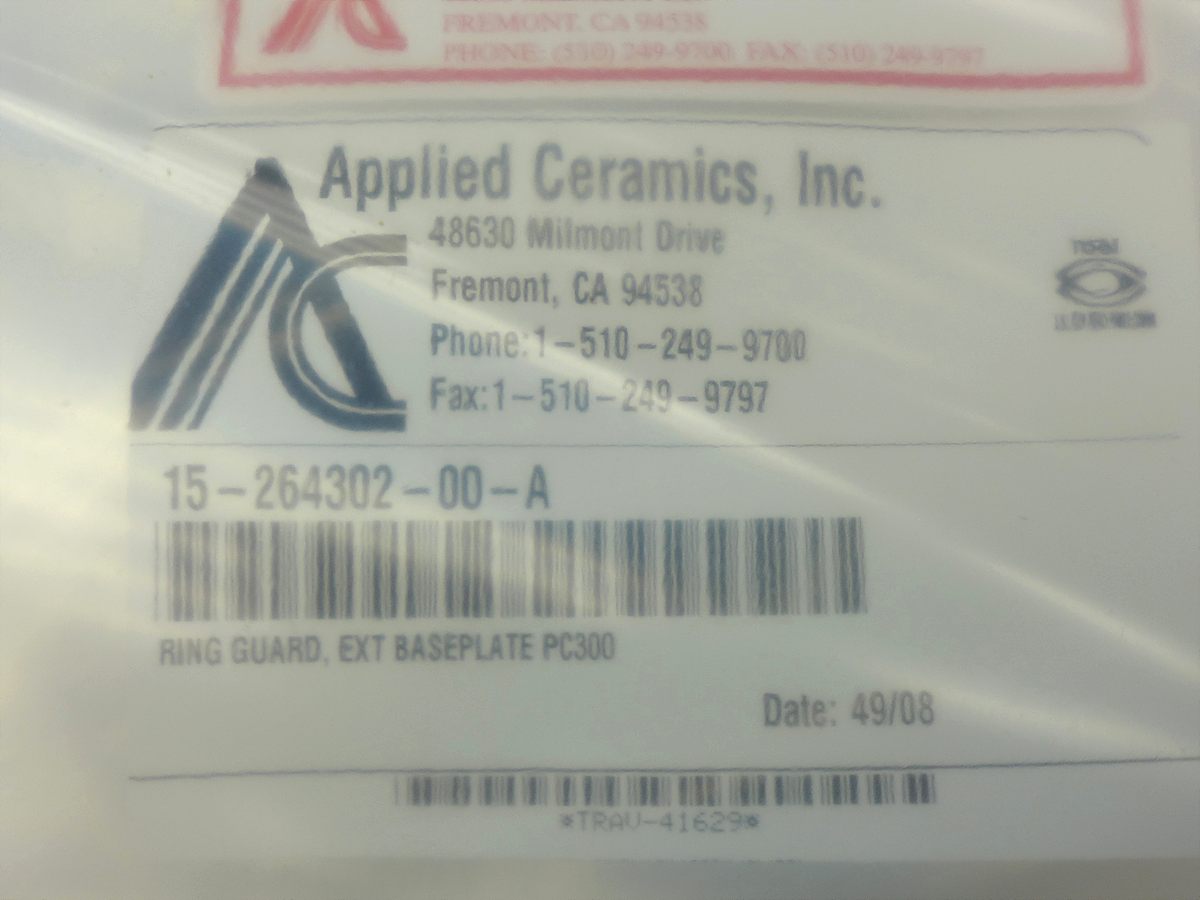 FREMONT, CA 94538
PHONE: (510) 249-9700 FAX: (510) 249-9797
Applied Ceramics, Inc.
48630 Milmont Drive
Fremont, CA 94538
Phone:1-510-249-9700
Fax:1-510-249-9797
15-264302-00-A
RING GUARD, EXT BASEPLATE PC300
Date: 49/08
*TRAV-41629*